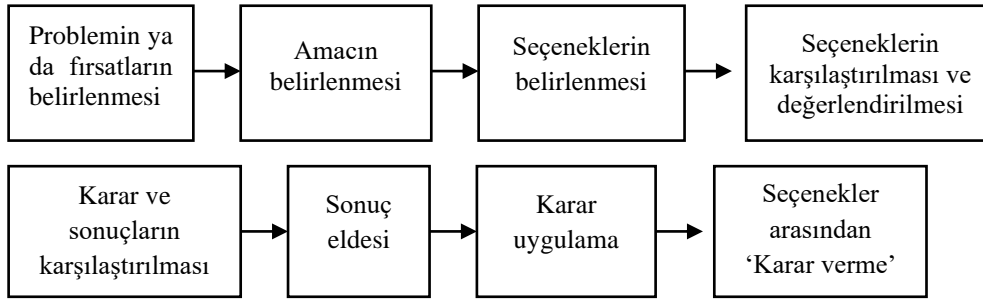 Problemin ya
da fırsatların
belirlenmesi
Amacın
belirlenmesi
Seçeneklerin
belirlenmesi
Seçeneklerin
karşılaştırılması ve
değerlendirilmesi
Karar ve
sonuçların
karşılaştırılması
Sonuç
eldesi
Karar
uygulama
Seçenekler
arasından
‘Karar verme’